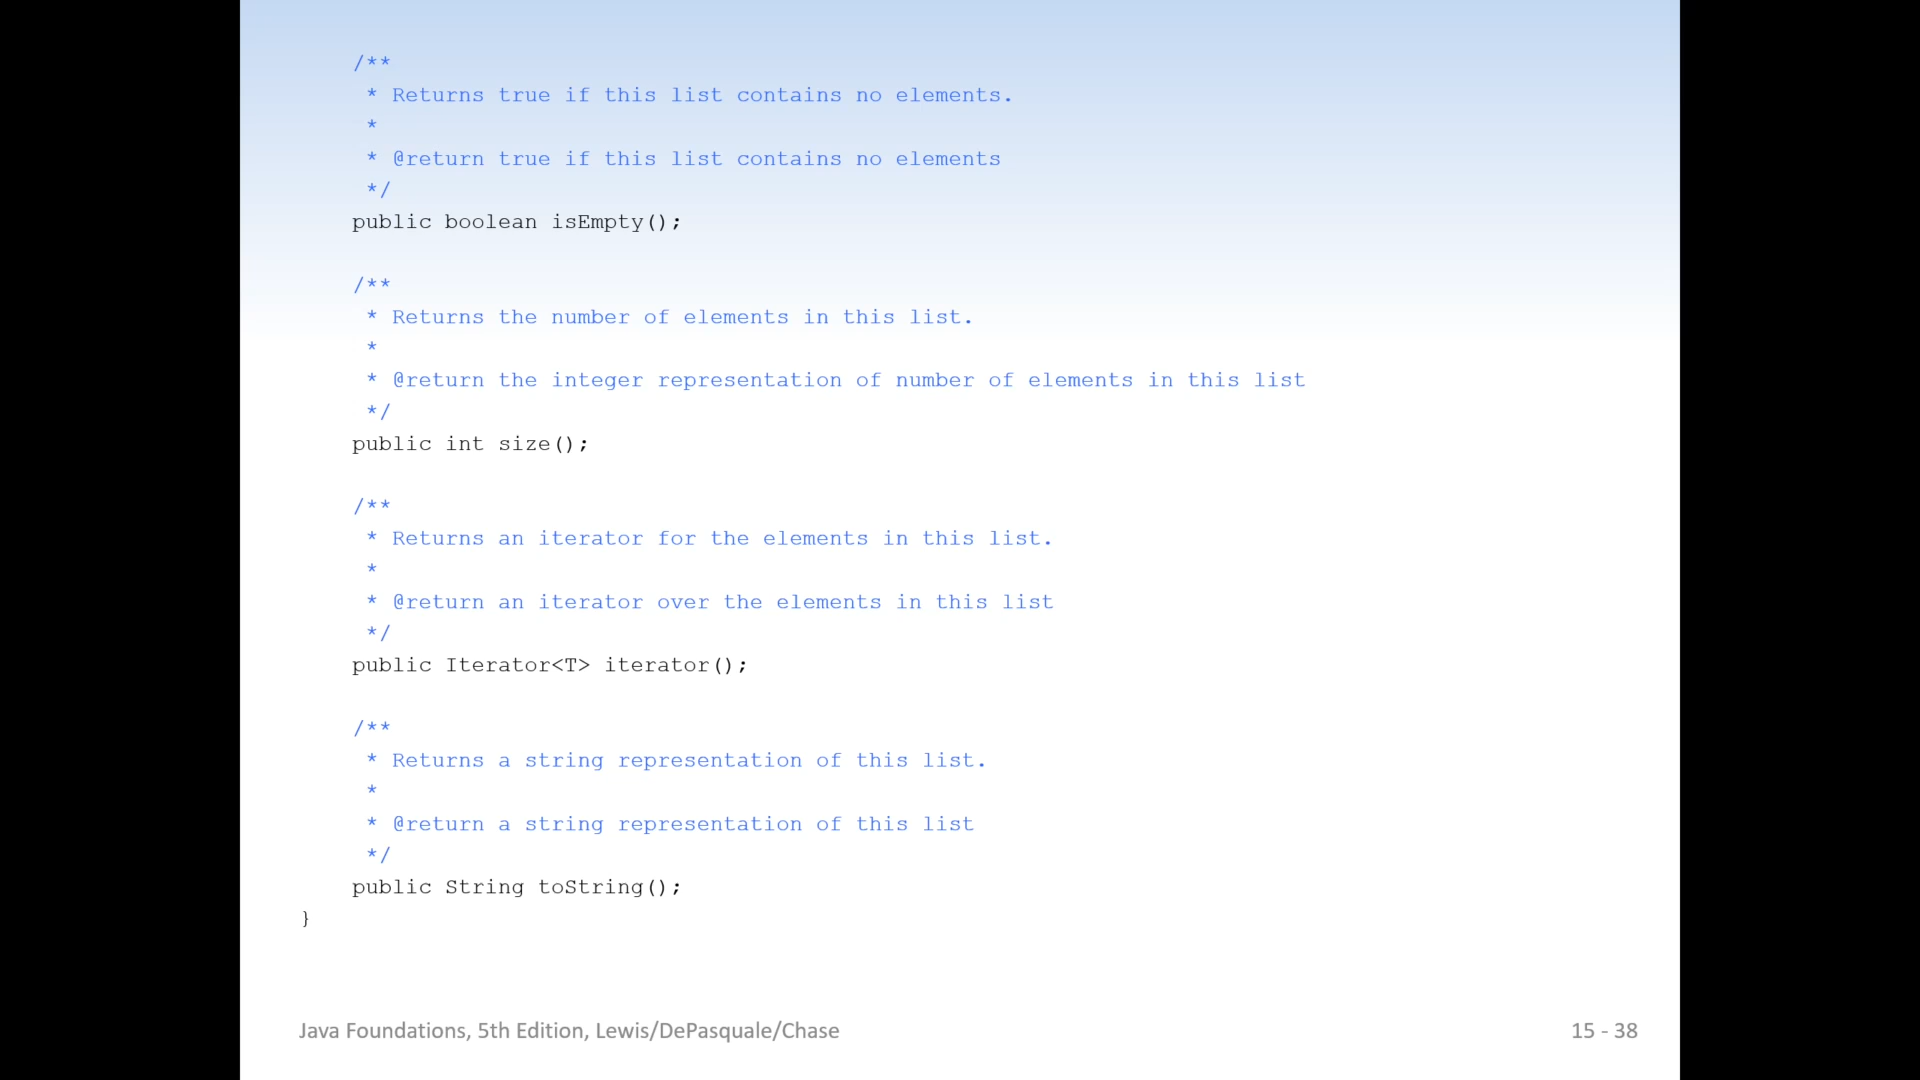 /**
* Returns true if this list contains no elements.
*
* @return true if this list contains no elements
*/
public boolean isEmpty();
/**
* Returns the number of elements in this list.
*
* @return the integer representation of number of elements in this list
*/
public int size();
/**
* Returns an iterator for the elements in this list.
*
* @return an iterator over the elements in this list
*/
public Iterator<T> iterator();
/**
* Returns a string representation of this list.
*
* @return a string representation of this list
*/
public String toString();
}
Java Foundations, 5th Edition, Lewis/DePasquale/Chase
15 - 38